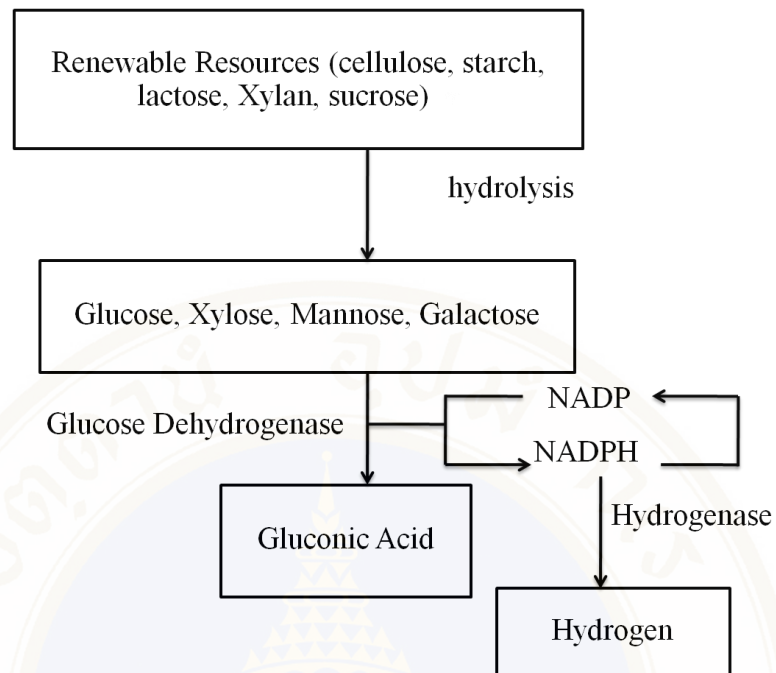 Renewable Resources (cellulose, starch,
lactose, Xylan, sucrose)
hydrolysis
Glucose, Xylose, Mannose, Galactose
Glucose Dehydrogenase
NADP
NADPH
Gluconic Acid
Hydrogenase
Hydrogen